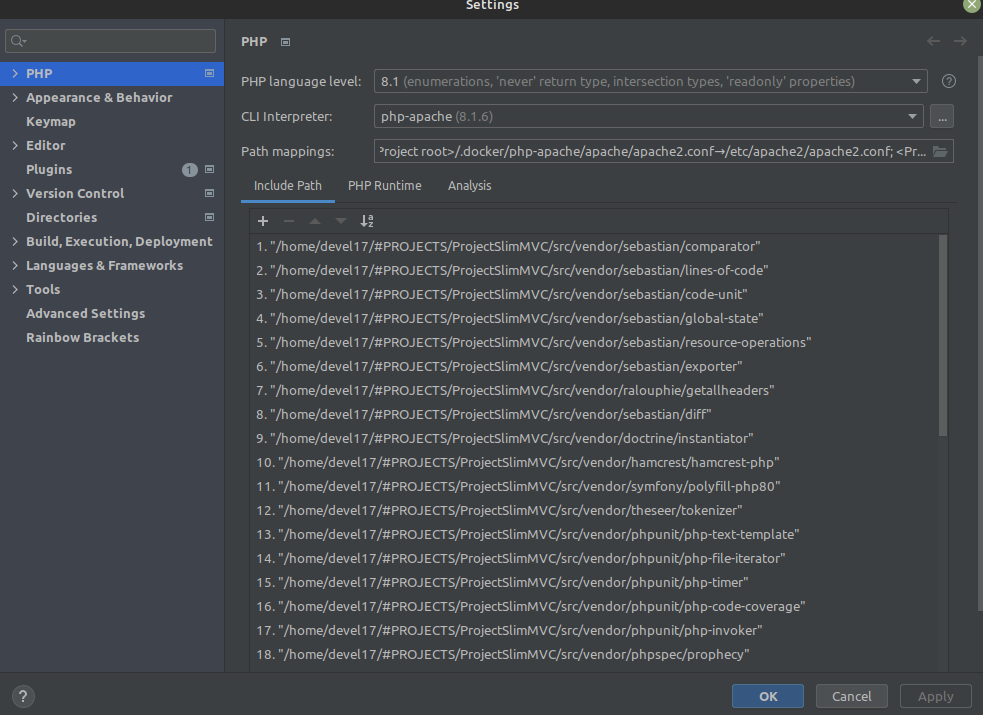 Settings
PHP
Appearance & Behavior
Keymap
Editor
Plugins
1
Version Control
Directories
Build, Execution, Deployment
Languages & Frameworks
Tools
Advanced Settings
Rainbow Brackets
PHP
PHP language level: 8.1 (enumerations, 'never' return type, intersection types, 'readonly' properties)
?
CLI Interpreter: php-apache (8.1.6) ...
Path mappings: <Project root>/.docker/php-apache/apache/apache2.conf→/etc/apache2/apache2.conf; <Pr...
Include Path PHP Runtime Analysis
1. "/home/devel17/#PROJECTS/ProjectSlimMVC/src/vendor/sebastian/comparator"
2. "/home/devel17/#PROJECTS/ProjectSlimMVC/src/vendor/sebastian/lines-of-code"
3. "/home/devel17/#PROJECTS/ProjectSlimMVC/src/vendor/sebastian/code-unit"
4. "/home/devel17/#PROJECTS/ProjectSlimMVC/src/vendor/sebastian/global-state"
5. "/home/devel17/#PROJECTS/ProjectSlimMVC/src/vendor/sebastian/resource-operations"
6. "/home/devel17/#PROJECTS/ProjectSlimMVC/src/vendor/sebastian/exporter"
7. "/home/devel17/#PROJECTS/ProjectSlimMVC/src/vendor/ralouphie/getallheaders"
8. "/home/devel17/#PROJECTS/ProjectSlimMVC/src/vendor/sebastian/diff"
9. "/home/devel17/#PROJECTS/ProjectSlimMVC/src/vendor/doctrine/instantiator"
10. "/home/devel17/#PROJECTS/ProjectSlimMVC/src/vendor/hamcrest/hamcrest-php"
11. "/home/devel17/#PROJECTS/ProjectSlimMVC/src/vendor/symfony/polyfill-php80"
12. "/home/devel17/#PROJECTS/ProjectSlimMVC/src/vendor/theseer/tokenizer"
13. "/home/devel17/#PROJECTS/ProjectSlimMVC/src/vendor/phpunit/php-text-template"
14. "/home/devel17/#PROJECTS/ProjectSlimMVC/src/vendor/phpunit/php-file-iterator"
15. "/home/devel17/#PROJECTS/ProjectSlimMVC/src/vendor/phpunit/php-timer"
16. "/home/devel17/#PROJECTS/ProjectSlimMVC/src/vendor/phpunit/php-code-coverage"
17. "/home/devel17/#PROJECTS/ProjectSlimMVC/src/vendor/phpunit/php-invoker"
18. "/home/devel17/#PROJECTS/ProjectSlimMVC/src/vendor/phpspec/prophecy"
? OK Cancel Apply